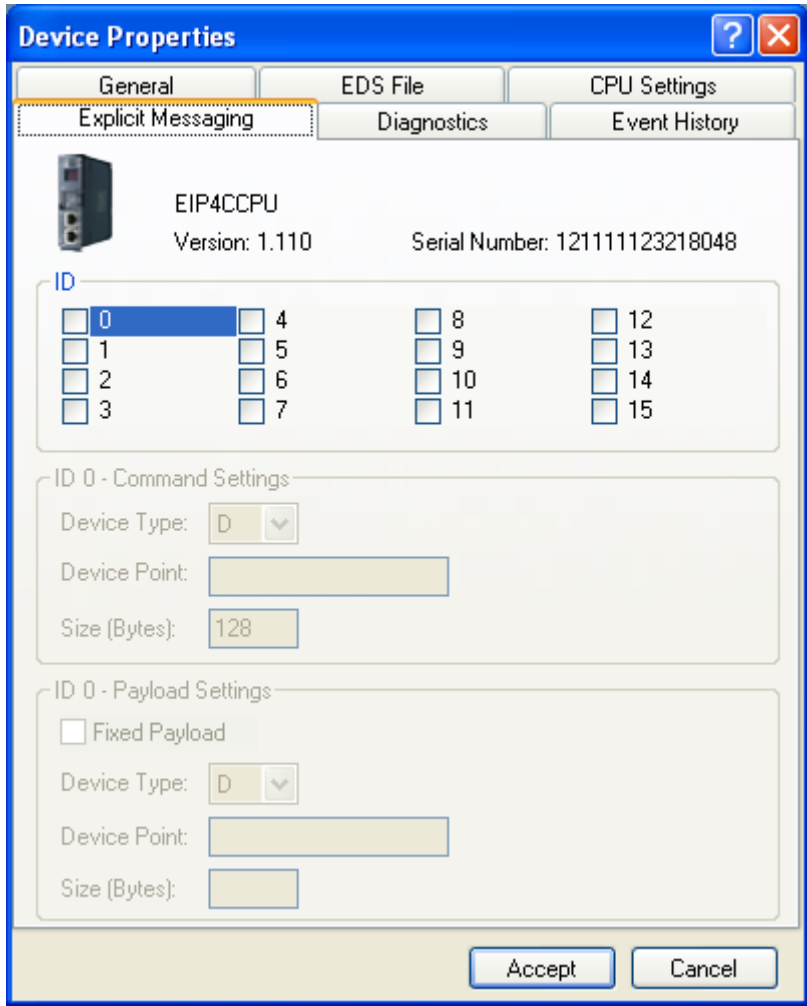 Device Properties
General EDS File CPU Settings
Explicit Messaging Diagnostics Event History
EIP4CCPU
Version: 1.110 Serial Number: 121111123218048
ID
0 4 8 12
1 5 9 13
2 6 10 14
3 7 11 15
ID 0 - Command Settings
Device Type: D
Device Point:
Size (Bytes): 128
ID 0 - Payload Settings
Fixed Payload
Device Type: D
Device Point:
Size (Bytes):
Accept Cancel